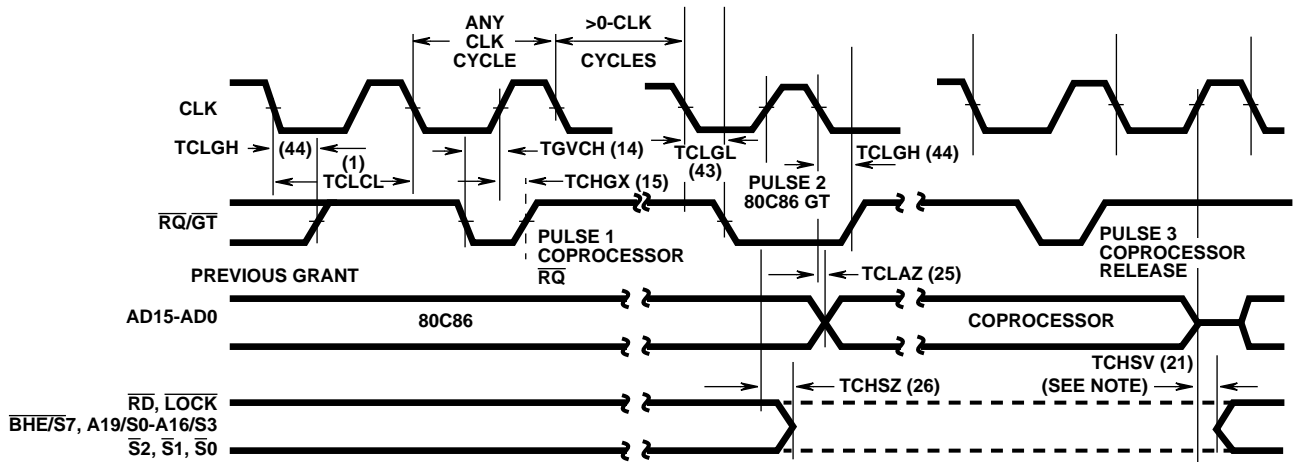 ANY
CLK
CYCLE
>0-CLK
CYCLES
CLK
TCLGH
(44)
(1)
TCLCL
TGVCH (14)
TCHGX (15)
TCLGL
(43)
PULSE 2
80C86 GT
TCLGH (44)
RQ/GT
PREVIOUS GRANT
PULSE 1
COPROCESSOR
RQ
PULSE 3
COPROCESSOR
RELEASE
TCLAZ (25)
AD15-AD0
80C86
COPROCESSOR
TCHSV (21)
(SEE NOTE)
TCHSZ (26)
RD, LOCK
BHE/S7, A19/S0-A16/S3
S2, S1, S0